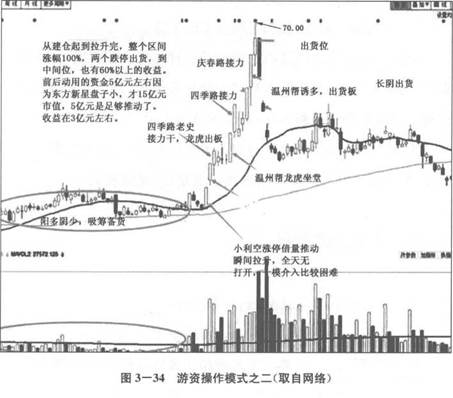 70.00
从建仓起到拉升完，整个区间
涨幅100%，两个跌停出货，到
中间位，也有60%以上的收益。
前后动用的资金5亿元左右因
为东方新星盘子小，才15亿元
市值，5亿元是足够推动了。
收益在3亿元左右。
出货位
庆春路接力
温州帮诱多，出货板
长阴出货
四季路接力
四季路老史
接力干，龙虎出板
温州帮龙虎坐堂
阳多阴少，吸筹备货
小利空涨停倍量推动
瞬间拉升，全天无
打开，一模介入比较困难
图 3—34 游资操作模式之二(取自网络)